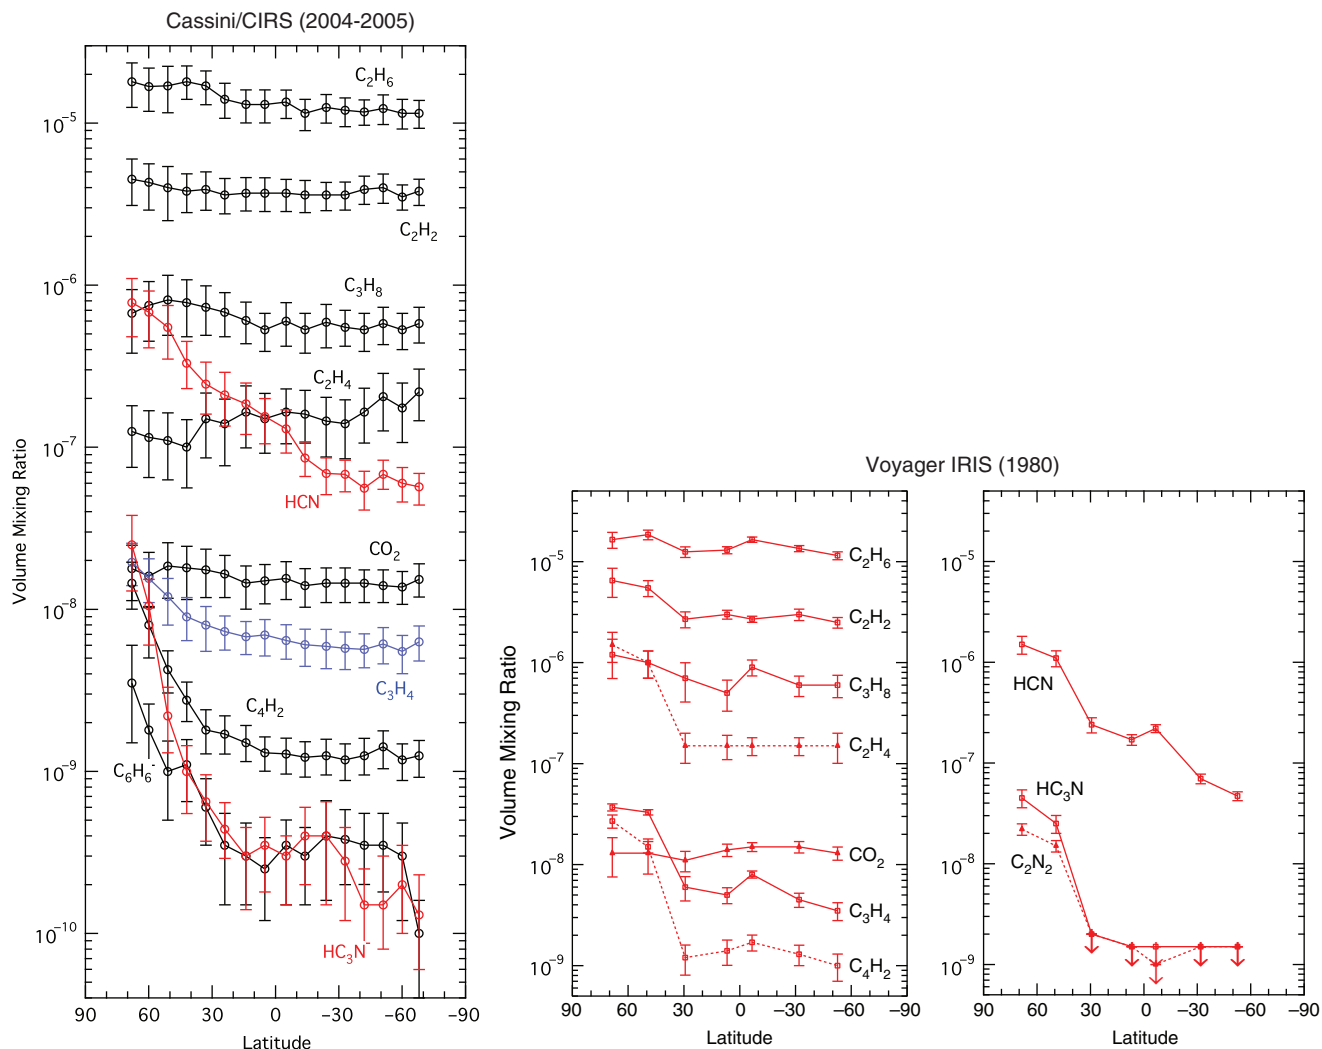 Cassini/CIRS (2004-2005)
C₂H₆
10⁻⁵
C₂H₂
10⁻⁶
C₃H₈
C₂H₄
10⁻⁷
HCN
CO₂
10⁻⁸
C₃H₄
C₄H₂
C₆H₆
10⁻⁹
HC₃N
10⁻¹⁰
Volume Mixing Ratio
90 60 30 0 −30 −60 −90
Latitude
Voyager IRIS (1980)
10⁻⁵
C₂H₆
C₂H₂
10⁻⁶
C₃H₈
C₂H₄
10⁻⁷
CO₂
10⁻⁸
C₃H₄
C₄H₂
10⁻⁹
Volume Mixing Ratio
90 60 30 0 −30 −60 −90
Latitude
10⁻⁵
10⁻⁶
HCN
10⁻⁷
HC₃N
C₂N₂
10⁻⁸
10⁻⁹
90 60 30 0 −30 −60 −90
Latitude